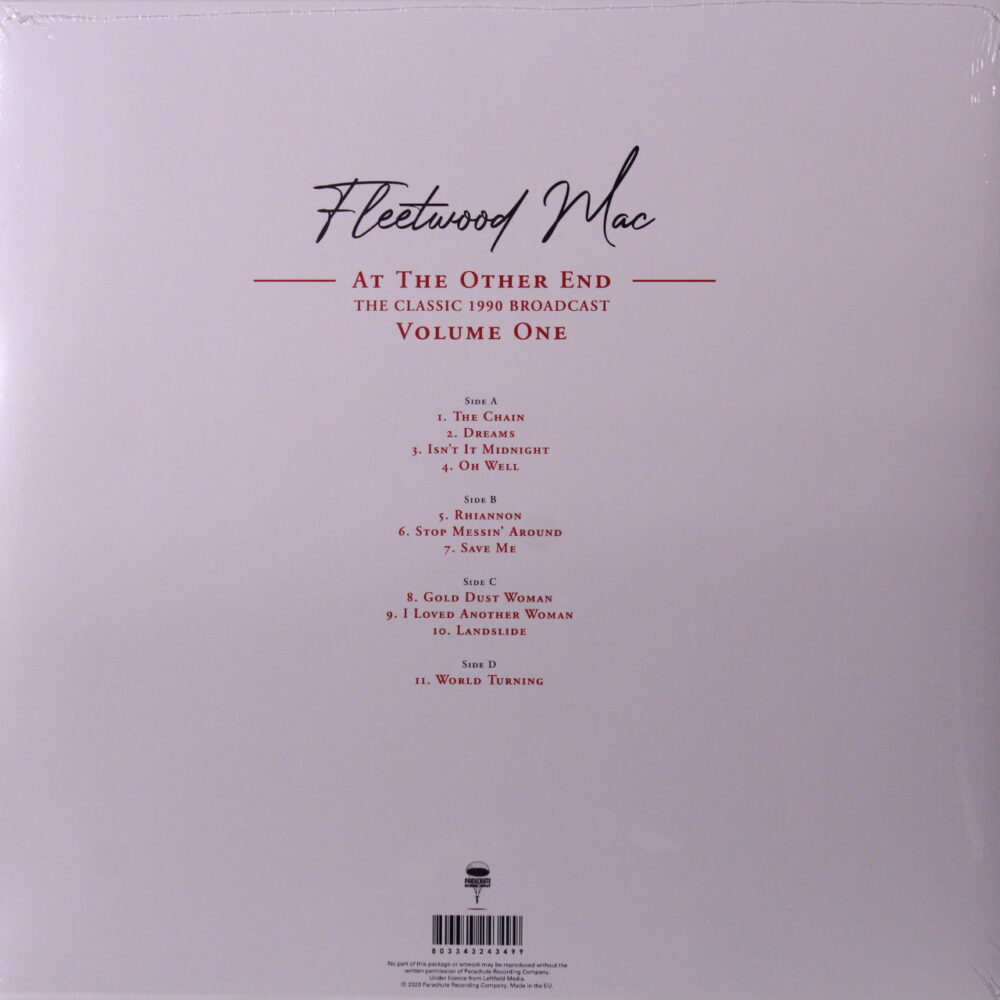 Fleetwood Mac
At The Other End
THE CLASSIC 1990 BROADCAST
Volume One
Side A
1. The Chain
2. Dreams
3. Isn't It Midnight
4. Oh Well
Side B
5. Rhiannon
6. Stop Messin' Around
7. Save Me
Side C
8. Gold Dust Woman
9. I Loved Another Woman
10. Landslide
Side D
11. World Turning
PARACHUTE
RECORDING COMPANY
803343243499
No part of this package or artwork may be reproduced without the
written permission of Parachute Recording Company.
Under licence from Leftfield Media.
© 2020 Parachute Recording Company. Made in the EU.